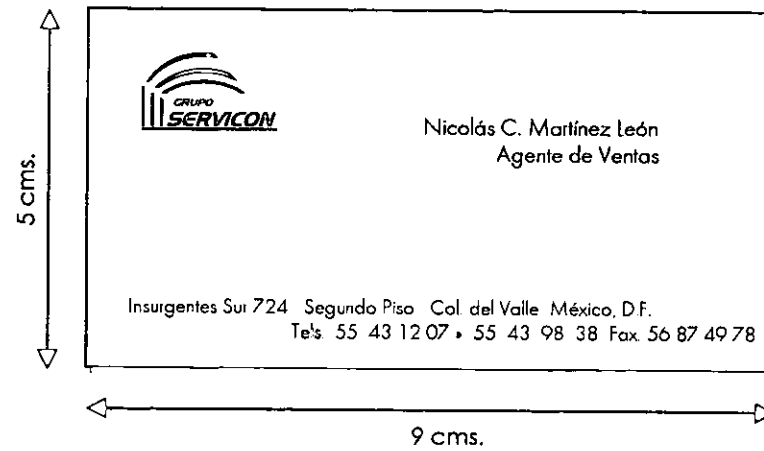 5 cms.
GRUPO
SERVICON
Nicolás C. Martínez León
Agente de Ventas
Insurgentes Sur 724 Segundo Piso Col. del Valle México, D.F.
Tels. 55 43 12 07 • 55 43 98 38 Fax. 56 87 49 78
9 cms.